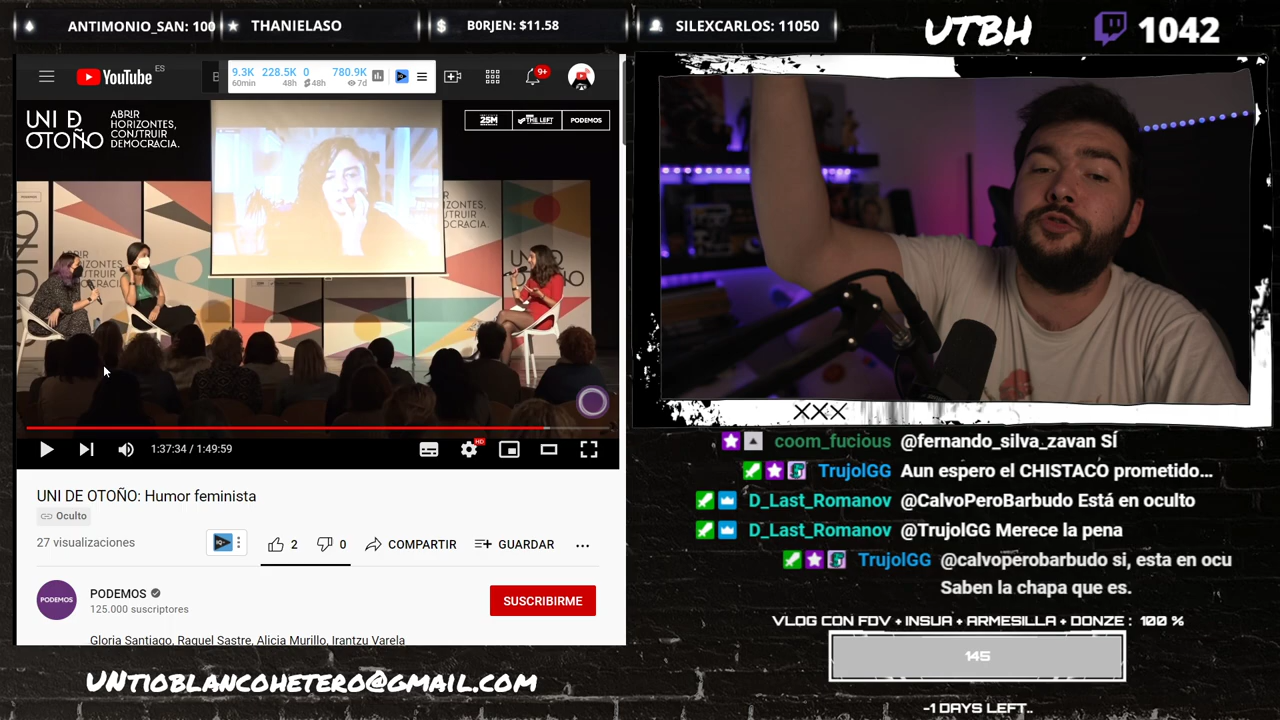 ANTIMONIO_SAN: 100
THANIELASO
B0RJEN: $11.58
SILEXCARLOS: 11050
UTBH
1042
YouTube ES
9.3K 228.5K 0 780.9K
60min 48h 48h 7d
9+
UNI D OTOÑO
ABRIR HORIZONTES, CONSTRUIR DEMOCRACIA.
25M
THE LEFT
PODEMOS
1:37:34 / 1:49:59
HD
UNI DE OTOÑO: Humor feminista
Oculto
27 visualizaciones
2
0
COMPARTIR
GUARDAR
PODEMOS
PODEMOS
125.000 suscriptores
SUSCRIBIRME
Gloria Santiago, Raquel Sastre, Alicia Murillo, Irantzu Varela
UNTIOBLANCOHETERO@GMAIL.COM
XXX
coom_fucious @fernando_silva_zavan SÍ
TrujolGG Aun espero el CHISTACO prometido...
D_Last_Romanov @CalvoPeroBarbudo Está en oculto
D_Last_Romanov @TrujolGG Merece la pena
TrujolGG @calvoperobarbudo si, esta en ocu
Saben la chapa que es.
VLOG CON FDV + INSUA + ARMESILLA + DONZE : 100 %
145
-1 DAYS LEFT..